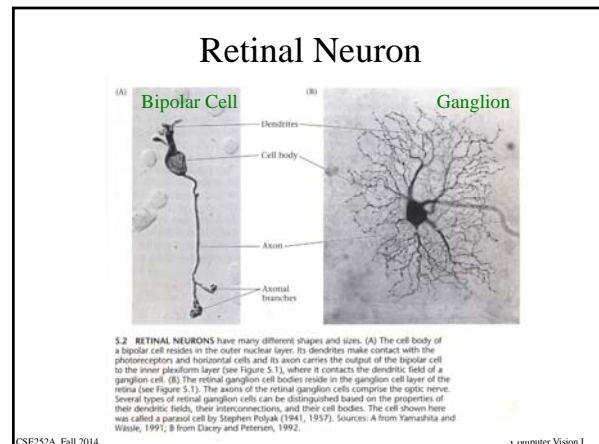 Retinal Neuron
(A)
Bipolar Cell
(B)
Ganglion
Dendrites
Cell body
Axon
Axonal
branches
5.2 RETINAL NEURONS have many different shapes and sizes. (A) The cell body of
a bipolar cell resides in the outer nuclear layer. Its dendrites make contact with the
photoreceptors and horizontal cells and its axon carries the output of the bipolar cell
to the inner plexiform layer (see Figure 5.1), where it contacts the dendritic field of a
ganglion cell. (B) The retinal ganglion cell bodies reside in the ganglion cell layer of the
retina (see Figure 5.1). The axons of the retinal ganglion cells comprise the optic nerve.
Several types of retinal ganglion cells can be distinguished based on the properties of
their dendritic fields, their interconnections, and their cell bodies. The cell shown here
was called a parasol cell by Stephen Polyak (1941, 1957). Sources: A from Yamashita and
Wässle, 1991; B from Dacey and Petersen, 1992.
CSE252A, Fall 2014
Computer Vision I